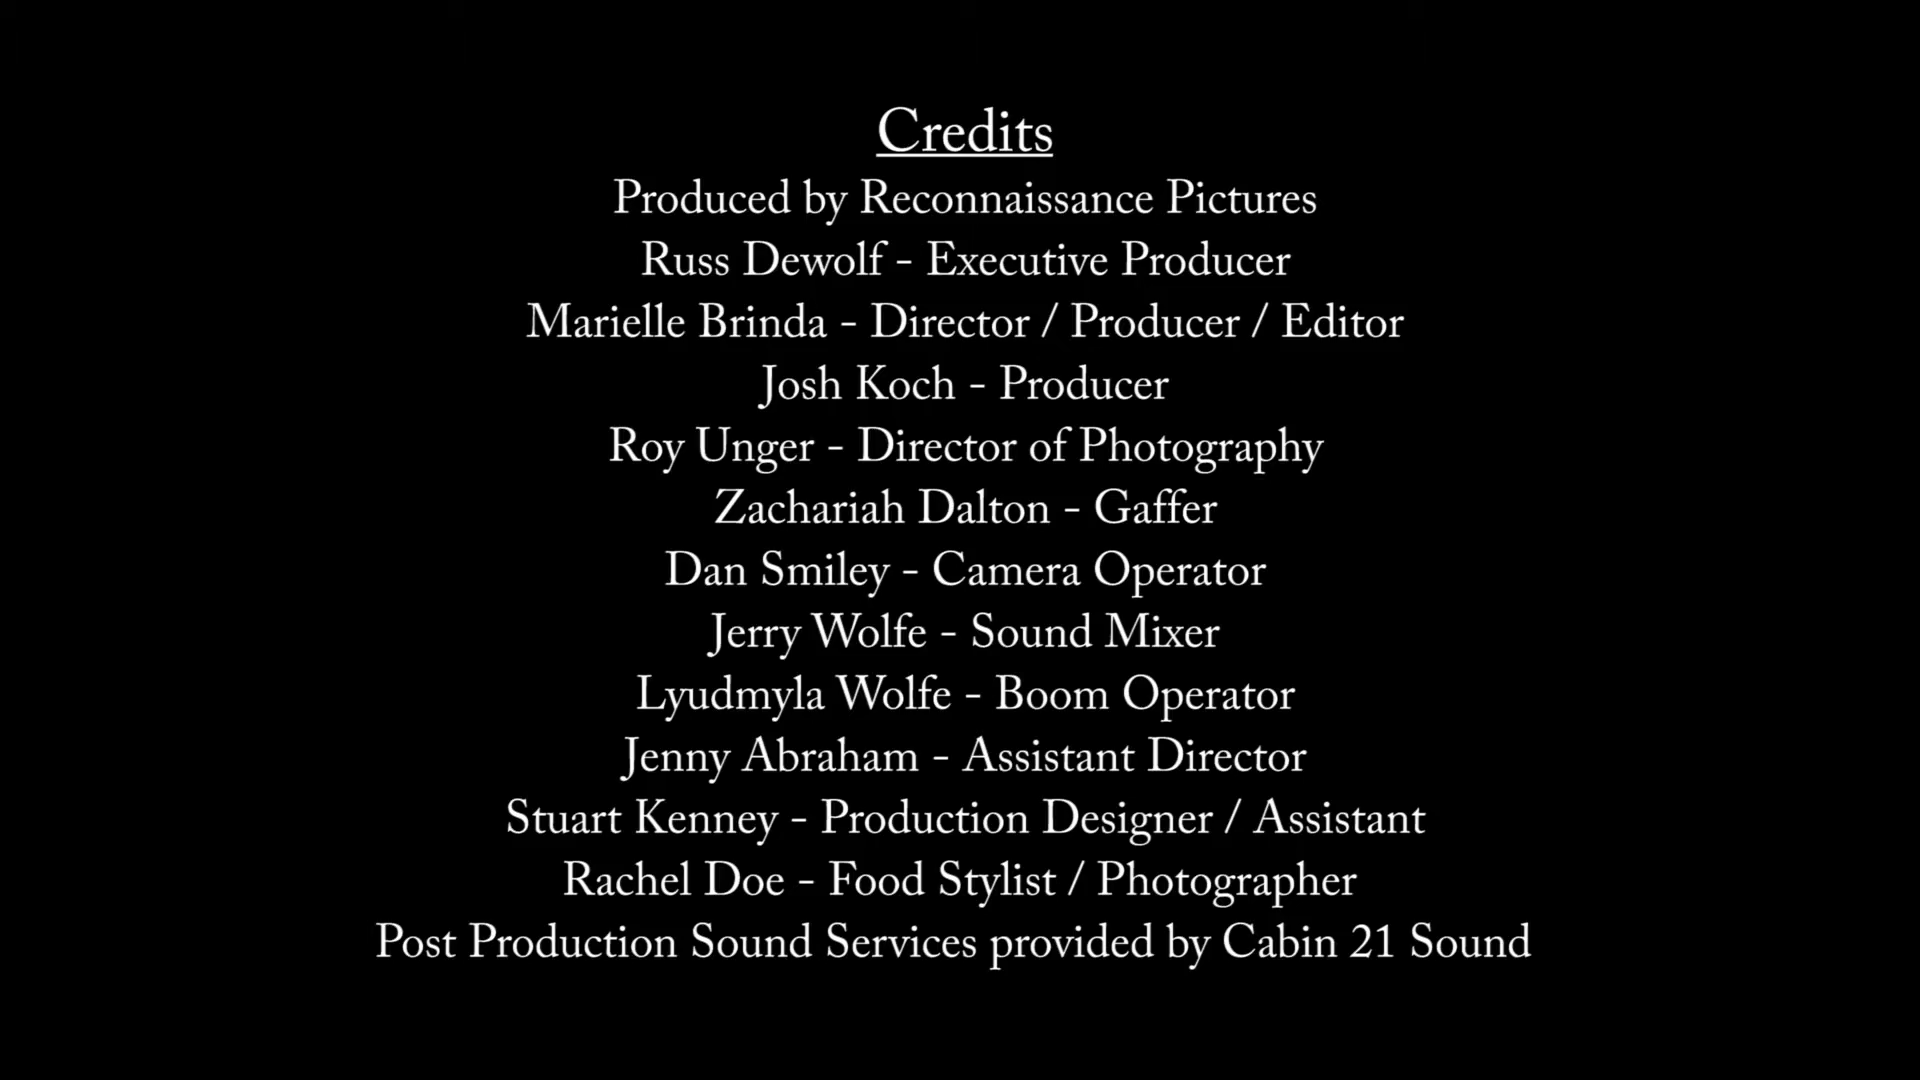 Credits
Produced by Reconnaissance Pictures
Russ Dewolf - Executive Producer
Marielle Brinda - Director / Producer / Editor
Josh Koch - Producer
Roy Unger - Director of Photography
Zachariah Dalton - Gaffer
Dan Smiley - Camera Operator
Jerry Wolfe - Sound Mixer
Lyudmyla Wolfe - Boom Operator
Jenny Abraham - Assistant Director
Stuart Kenney - Production Designer / Assistant
Rachel Doe - Food Stylist / Photographer
Post Production Sound Services provided by Cabin 21 Sound